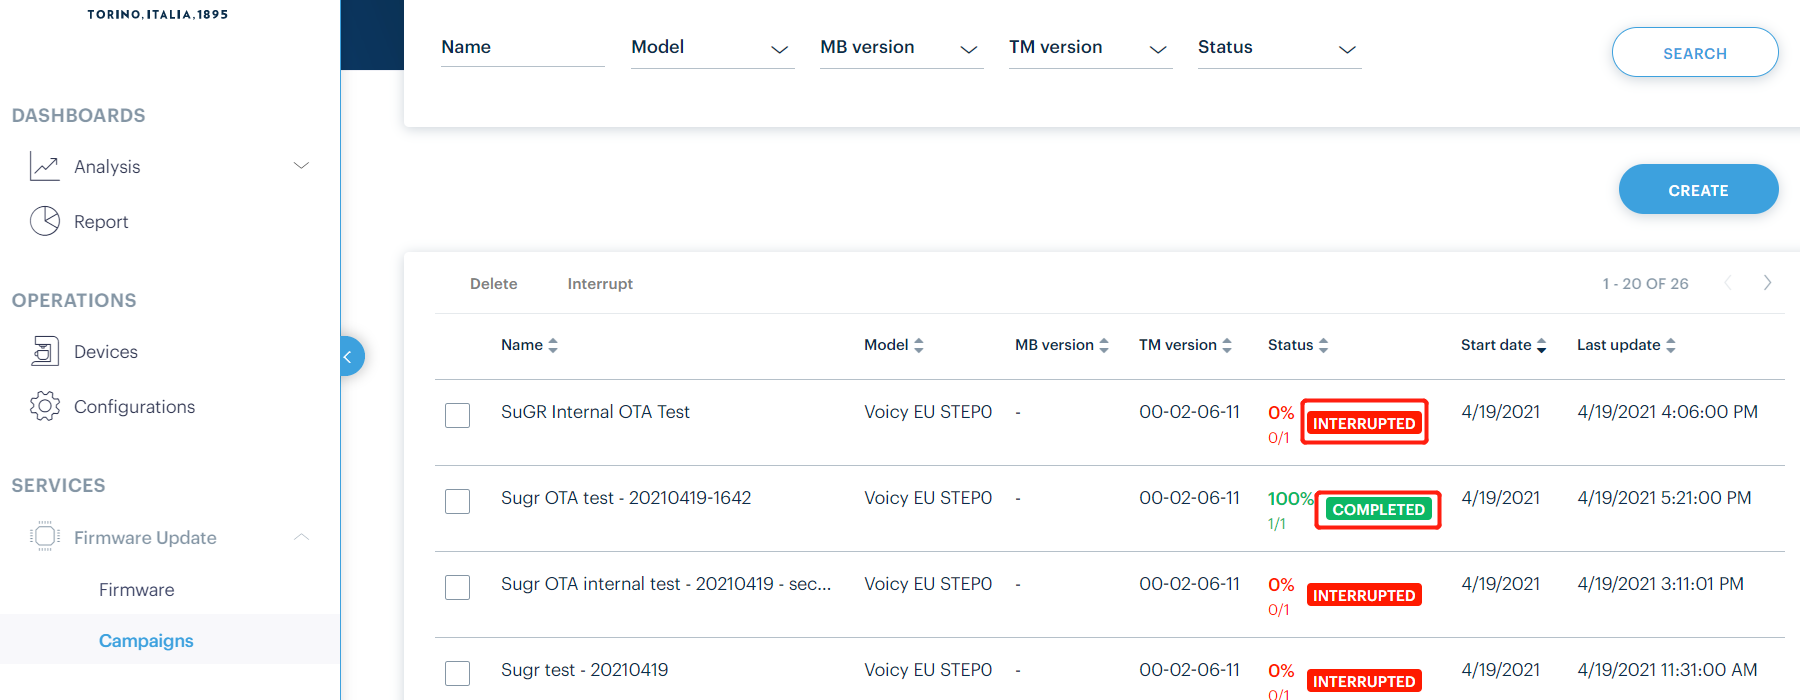 TORINO, ITALIA, 1895
Name Model MB version TM version Status SEARCH
DASHBOARDS
Analysis
Report
OPERATIONS
Devices
Configurations
SERVICES
Firmware Update
Firmware
Campaigns
CREATE
Delete Interrupt 1 - 20 OF 26
Name Model MB version TM version Status Start date Last update
SuGR Internal OTA Test Voicy EU STEP0 - 00-02-06-11 0% INTERRUPTED 4/19/2021 4/19/2021 4:06:00 PM
0/1
Sugr OTA test - 20210419-1642 Voicy EU STEP0 - 00-02-06-11 100% COMPLETED 4/19/2021 4/19/2021 5:21:00 PM
1/1
Sugr OTA internal test - 20210419 - sec... Voicy EU STEP0 - 00-02-06-11 0% INTERRUPTED 4/19/2021 4/19/2021 3:11:01 PM
0/1
Sugr test - 20210419 Voicy EU STEP0 - 00-02-06-11 0% INTERRUPTED 4/19/2021 4/19/2021 11:31:00 AM
0/1